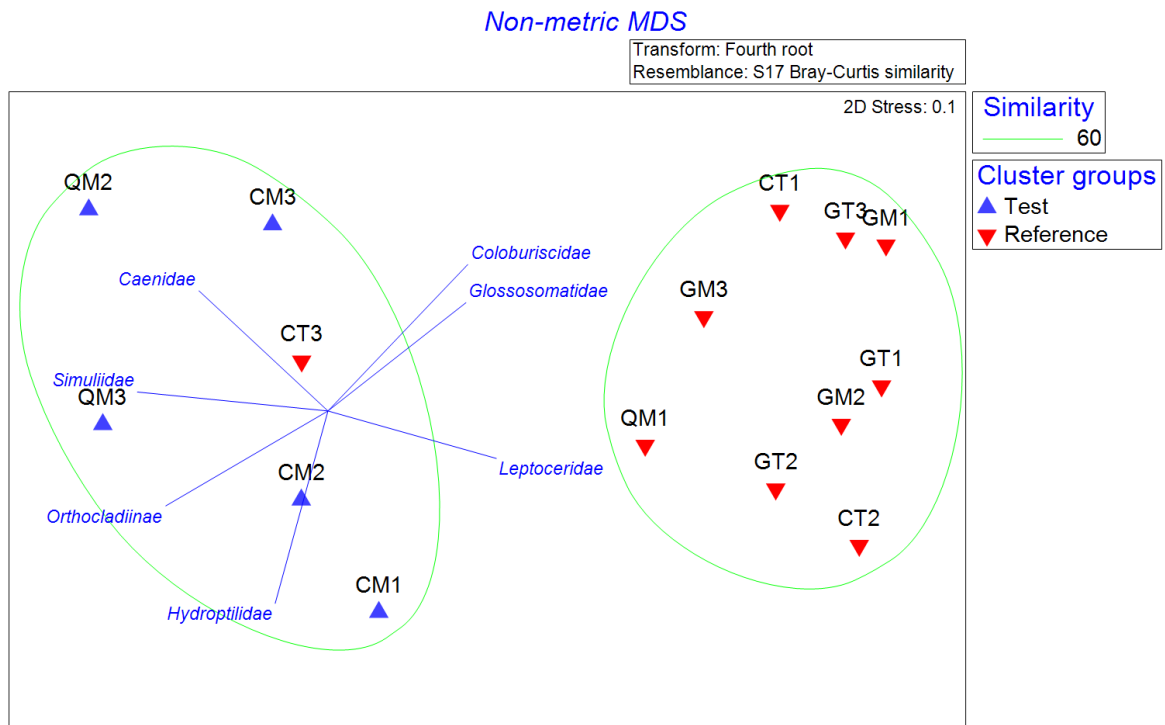 Non-metric MDS
Transform: Fourth root
Resemblance: S17 Bray-Curtis similarity
2D Stress: 0.1
Similarity
60
Cluster groups
Test
Reference
QM2
CM3
CT1
GT3
GM1
Coloburiscidae
Caenidae
Glossosomatidae
GM3
CT3
GT1
Simuliidae
QM3
GM2
QM1
Leptoceridae
CM2
GT2
Orthocladiinae
CT2
CM1
Hydroptilidae